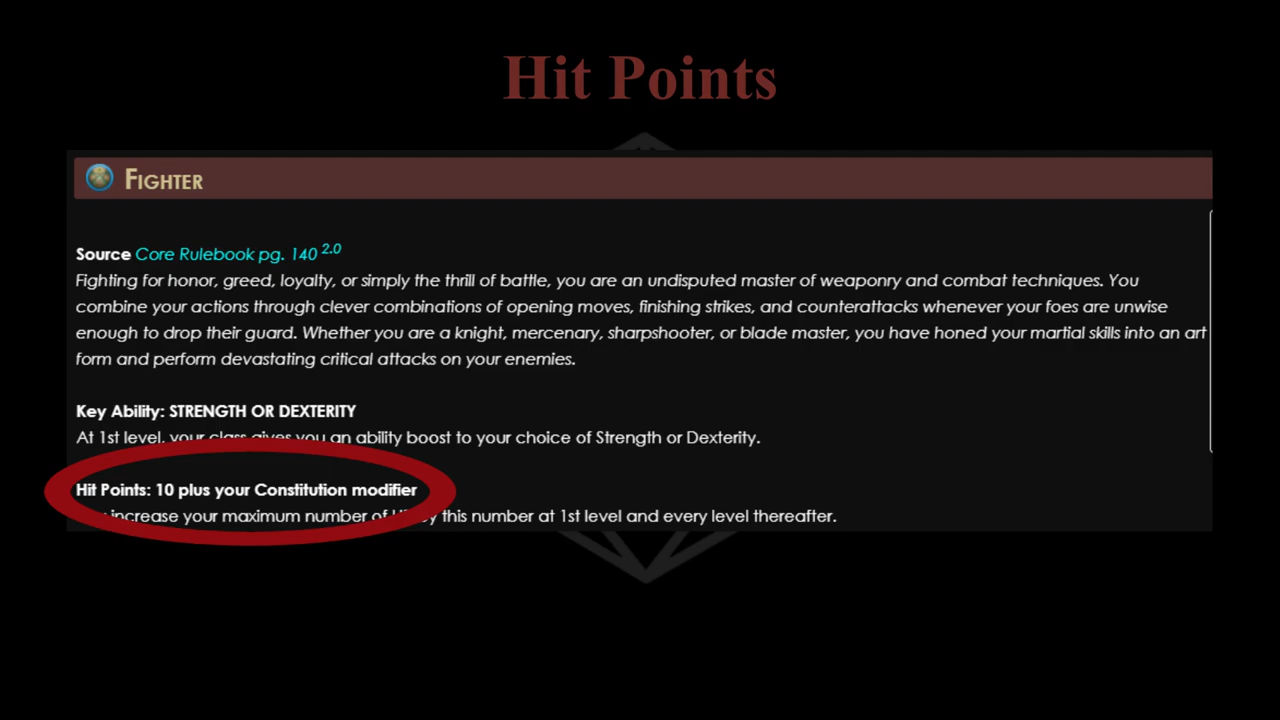 Hit Points
FIGHTER
Source Core Rulebook pg. 140 2.0
Fighting for honor, greed, loyalty, or simply the thrill of battle, you are an undisputed master of weaponry and combat techniques. You
combine your actions through clever combinations of opening moves, finishing strikes, and counterattacks whenever your foes are unwise
enough to drop their guard. Whether you are a knight, mercenary, sharpshooter, or blade master, you have honed your martial skills into an art
form and perform devastating critical attacks on your enemies.
Key Ability: STRENGTH OR DEXTERITY
At 1st level, your class gives you an ability boost to your choice of Strength or Dexterity.
Hit Points: 10 plus your Constitution modifier
increase your maximum number of by this number at 1st level and every level thereafter.